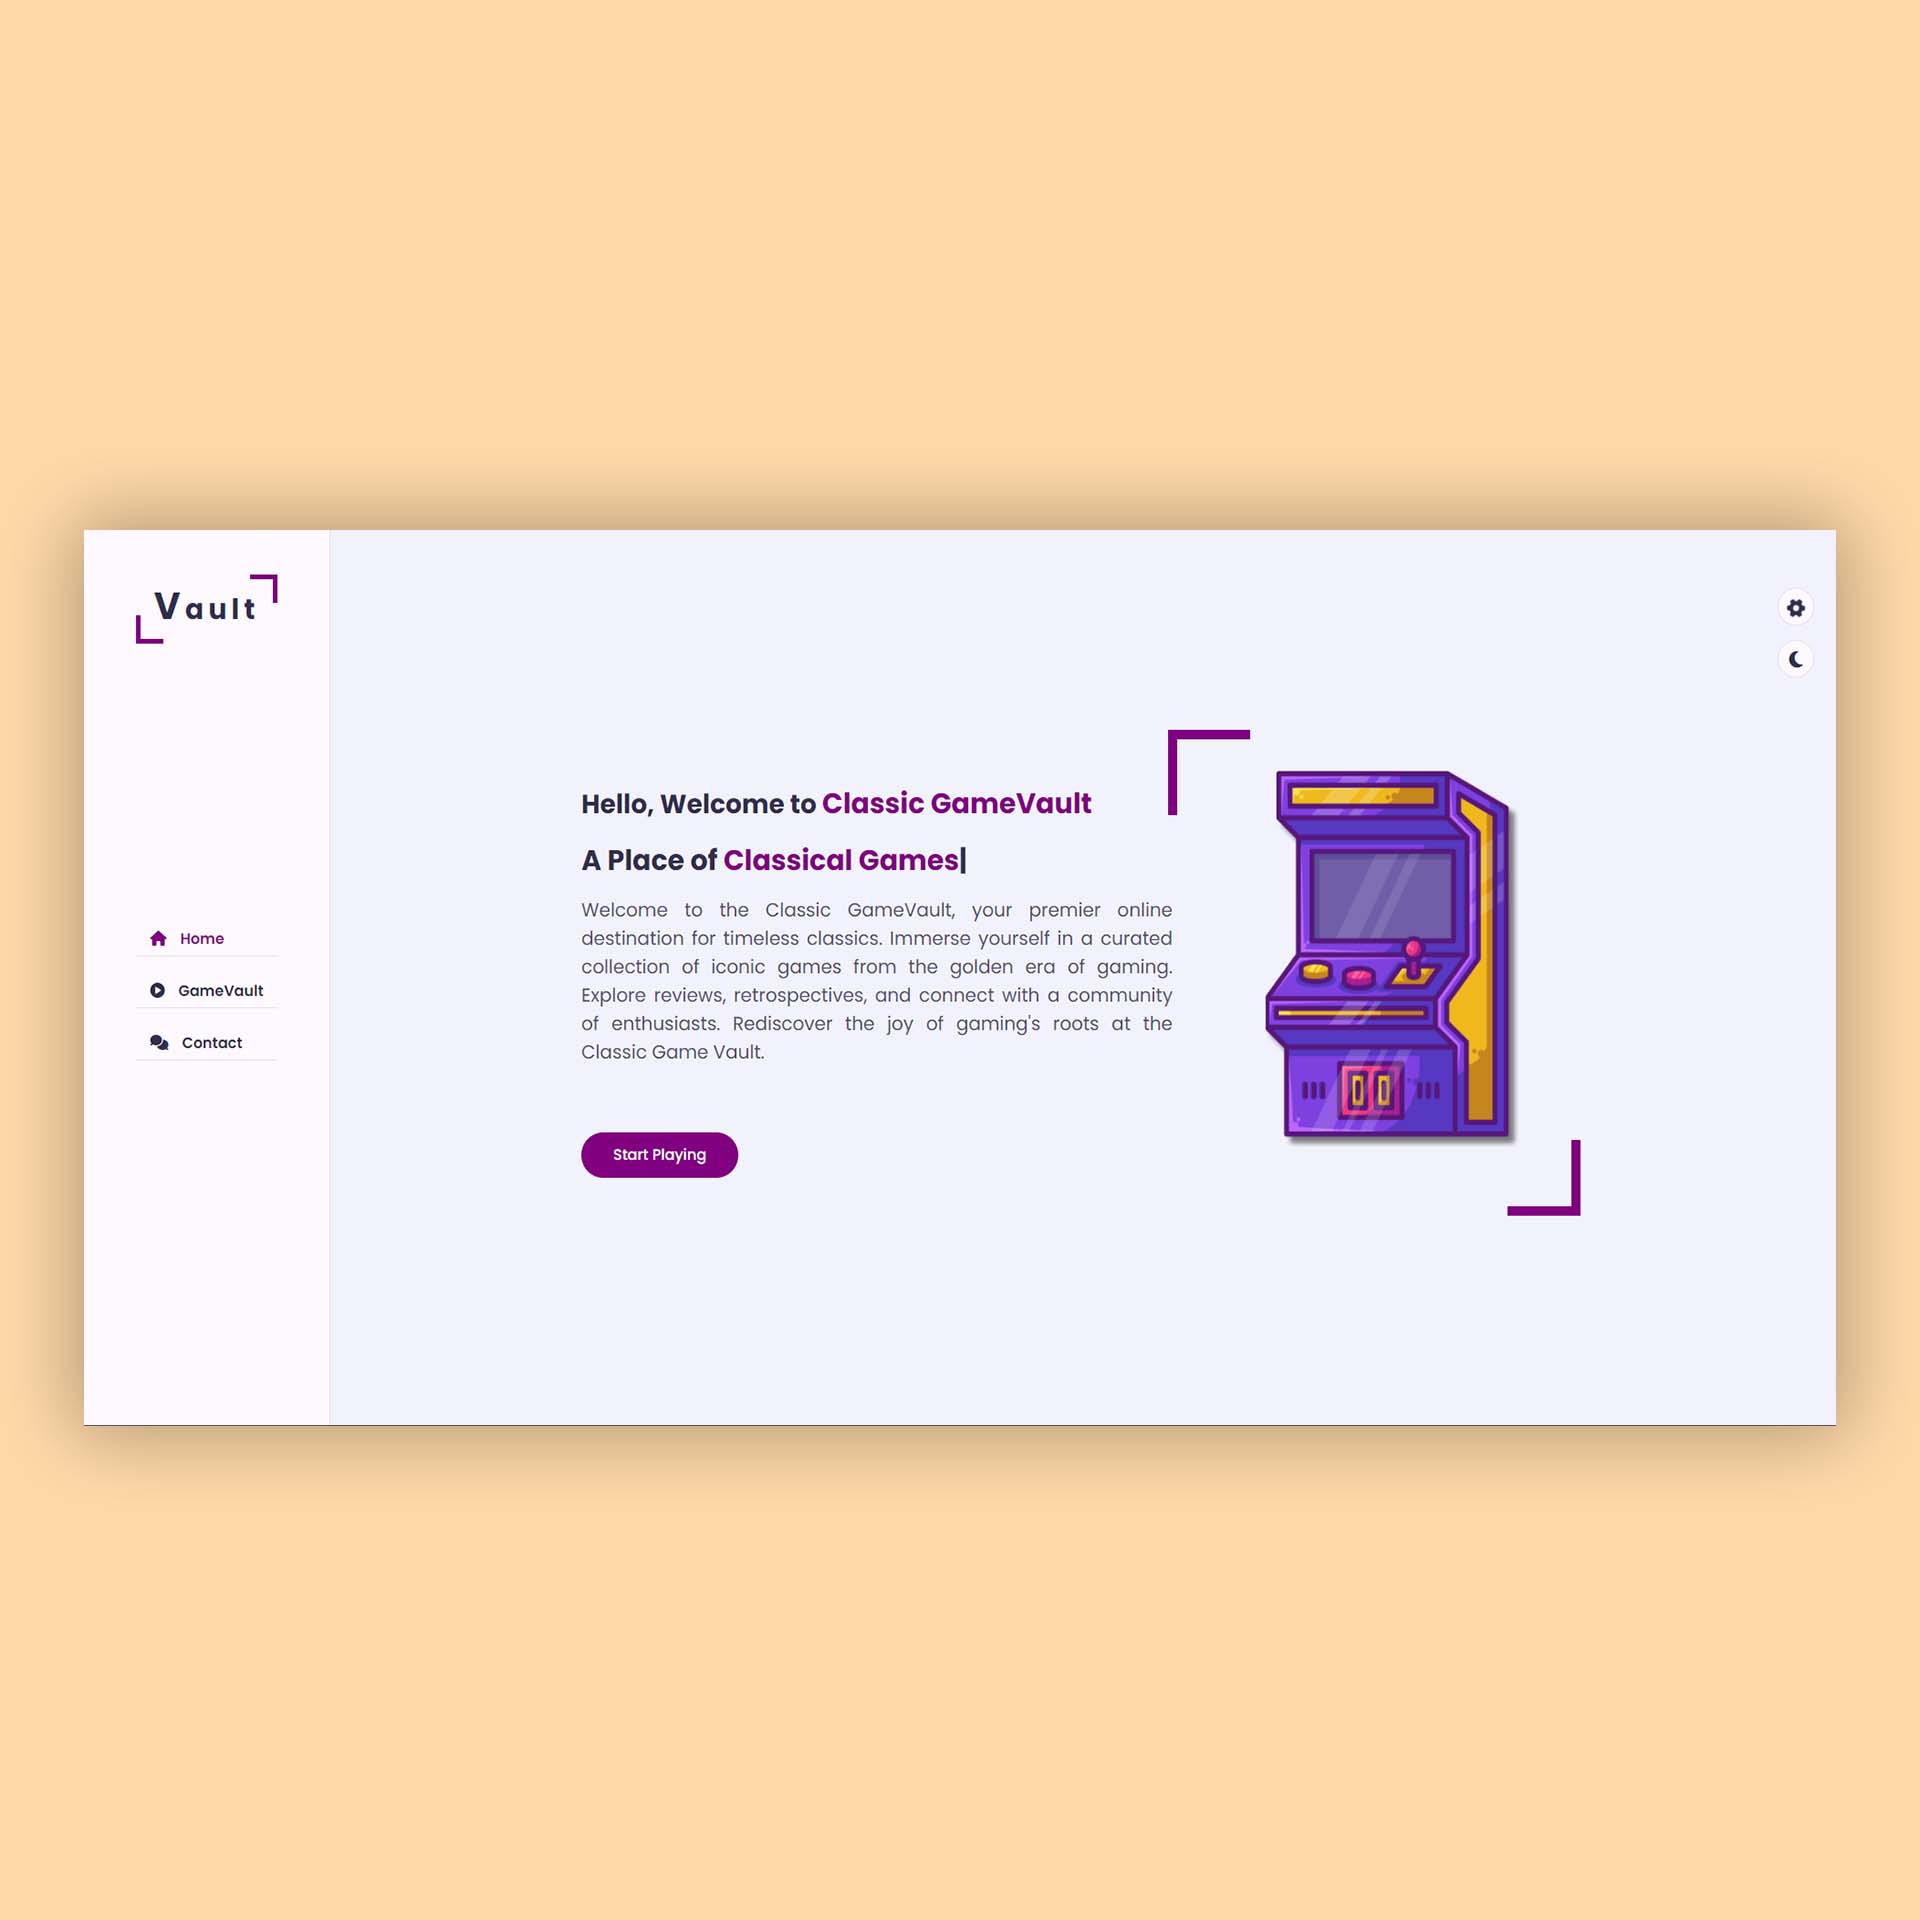 Vault
Home
GameVault
Contact
Hello, Welcome to Classic GameVault
A Place of Classical Games|
Welcome to the Classic GameVault, your premier online
destination for timeless classics. Immerse yourself in a curated
collection of iconic games from the golden era of gaming.
Explore reviews, retrospectives, and connect with a community
of enthusiasts. Rediscover the joy of gaming's roots at the
Classic Game Vault.
Start Playing